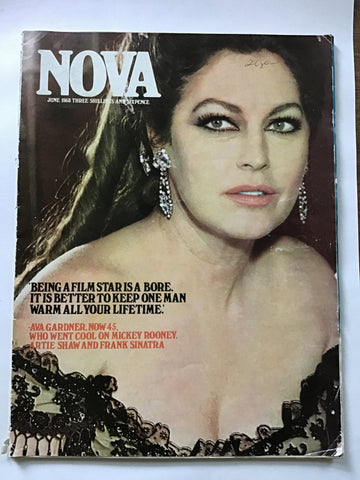 NOVA
JUNE 1968 THREE SHILLINGS AND SIXPENCE
'BEING A FILM STAR IS A BORE.
IT IS BETTER TO KEEP ONE MAN
WARM ALL YOUR LIFETIME.'
-AVA GARDNER, NOW 45,
WHO WENT COOL ON MICKEY ROONEY,
ARTIE SHAW AND FRANK SINATRA